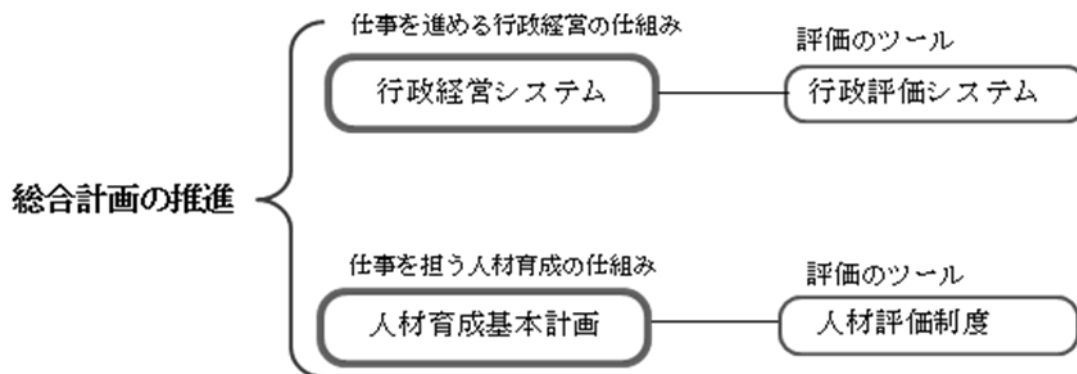 仕事を進める行政経営の仕組み
評価のツール
行政経営システム
行政評価システム
総合計画の推進
仕事を担う人材育成の仕組み
評価のツール
人材育成基本計画
人材評価制度